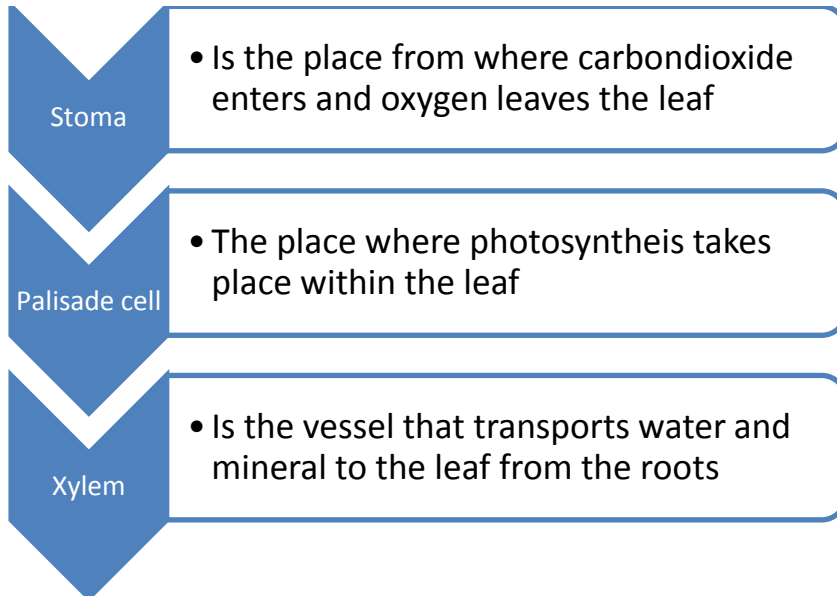 Stoma
• Is the place from where carbondioxide
enters and oxygen leaves the leaf
Palisade cell
• The place where photosyntheis takes
place within the leaf
Xylem
• Is the vessel that transports water and
mineral to the leaf from the roots